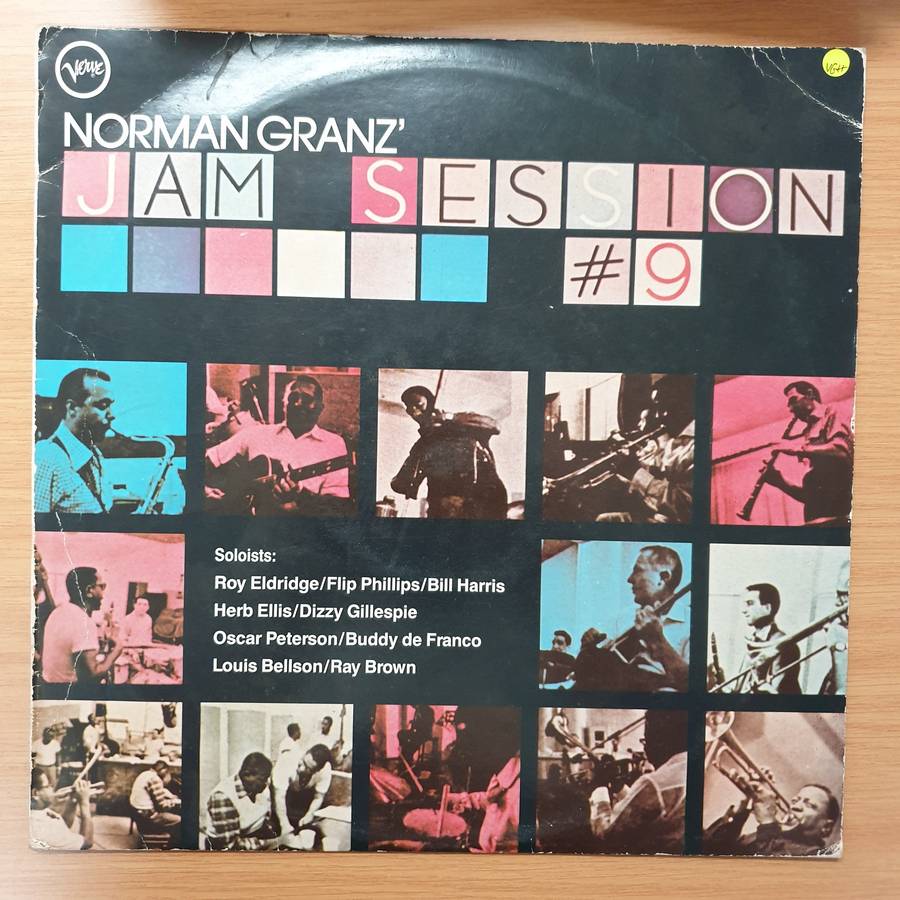 Verve
VG++
NORMAN GRANZ'
JAM SESSION
#9
Soloists:
Roy Eldridge/Flip Phillips/Bill Harris
Herb Ellis/Dizzy Gillespie
Oscar Peterson/Buddy de Franco
Louis Bellson/Ray Brown